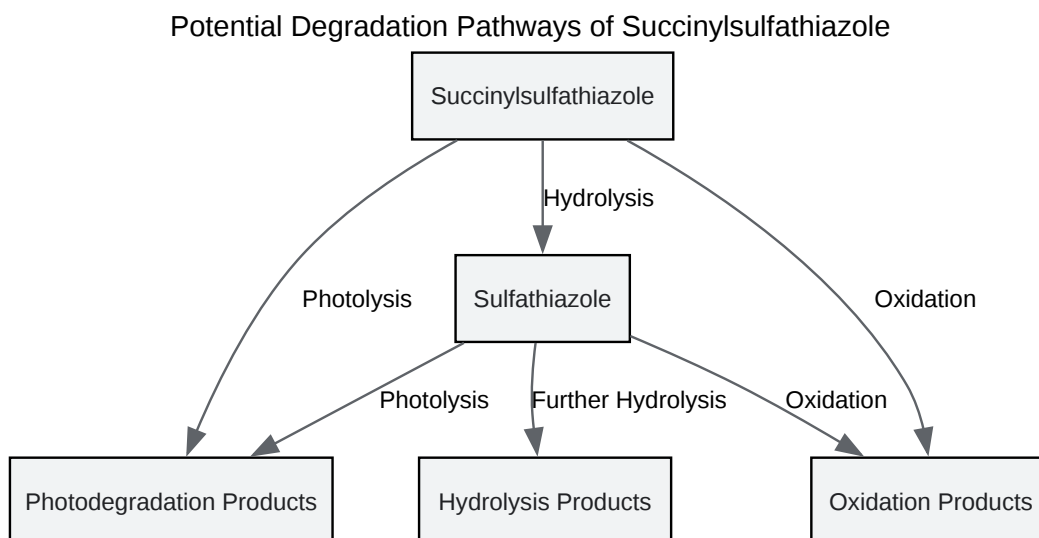 Potential Degradation Pathways of Succinylsulfathiazole
Succinylsulfathiazole
Hydrolysis
Sulfathiazole
Photolysis
Oxidation
Photolysis
Further Hydrolysis
Oxidation
Photodegradation Products
Hydrolysis Products
Oxidation Products